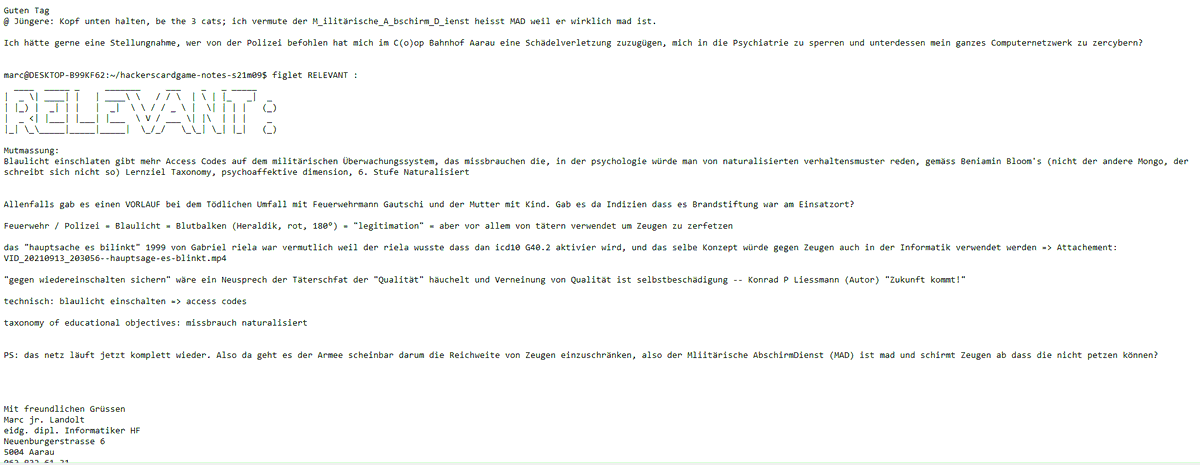 Guten Tag
@ Jüngere: Kopf unten halten, be the 3 cats; ich vermute der M_ilitärische_A_bschirm_D_ienst heisst MAD weil er wirklich mad ist.
Ich hätte gerne eine Stellungnahme, wer von der Polizei befohlen hat mich im C(o)op Bahnhof Aarau eine Schädelverletzung zuzugügen, mich in die Psychiatrie zu sperren und unterdessen mein ganzes Computernetzwerk zu zercybern?
marc@DESKTOP-B99KF62:~/hackerscardgame-notes-s21m09$ figlet RELEVANT :
RELEVANT :
Mutmassung:
Blaulicht einschlaten gibt mehr Access Codes auf dem militärischen Überwachungssystem, das missbrauchen die, in der psychologie würde man von naturalisierten verhaltensmuster reden, gemäss Beniamin Bloom's (nicht der andere Mongo, der
schreibt sich nicht so) Lernziel Taxonomy, psychoaffektive dimension, 6. Stufe Naturalisiert
Allenfalls gab es einen VORLAUF bei dem Tödlichen Umfall mit Feuerwehrmann Gautschi und der Mutter mit Kind. Gab es da Indizien dass es Brandstiftung war am Einsatzort?
Feuerwehr / Polizei = Blaulicht = Blutbalken (Heraldik, rot, 180°) = "legitimation" = aber vor allem von tätern verwendet um Zeugen zu zerfetzen
das "hauptsache es bilinkt" 1999 von Gabriel riela war vermutlich weil der riela wusste dass dan icd10 G40.2 aktivier wird, und das selbe Konzept würde gegen Zeugen auch in der Informatik verwendet werden => Attachement:
VID_20210913_203056--hauptsage-es-blinkt.mp4
"gegen wiedereinschalten sichern" wäre ein Neusprech der Täterschfat der "Qualität" häuchelt und Verneinung von Qualität ist selbstbeschädigung -- Konrad P Liessmann (Autor) "Zukunft kommt!"
technisch: blaulicht einschalten => access codes
taxonomy of educational objectives: missbrauch naturalisiert
PS: das netz läuft jetzt komplett wieder. Also da geht es der Armee scheinbar darum die Reichweite von Zeugen einzuschränken, also der Mliitärische AbschirmDienst (MAD) ist mad und schirmt Zeugen ab dass die nicht petzen können?
Mit freundlichen Grüssen
Marc jr. Landolt
eidg. dipl. Informatiker HF
Neuenburgerstrasse 6
5004 Aarau